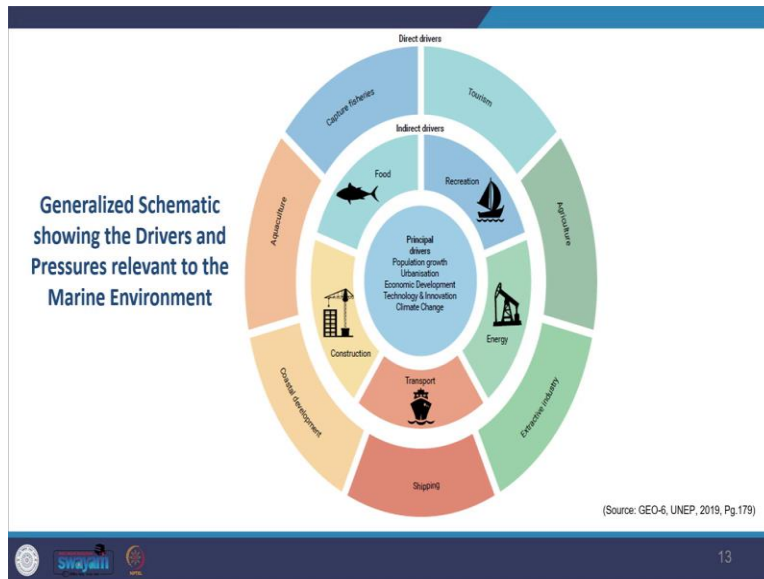 Direct drivers
Capture fisheries
Tourism
Indirect drivers
Food
Recreation
Aquaculture
Agriculture
Generalized Schematic
showing the Drivers and
Pressures relevant to the
Marine Environment
Principal
drivers
Population growth
Urbanisation
Economic Development
Technology & Innovation
Climate Change
Construction
Energy
Transport
Coastal development
Extractive industry
Shipping
(Source: GEO-6, UNEP, 2019, Pg.179)
swayam
13